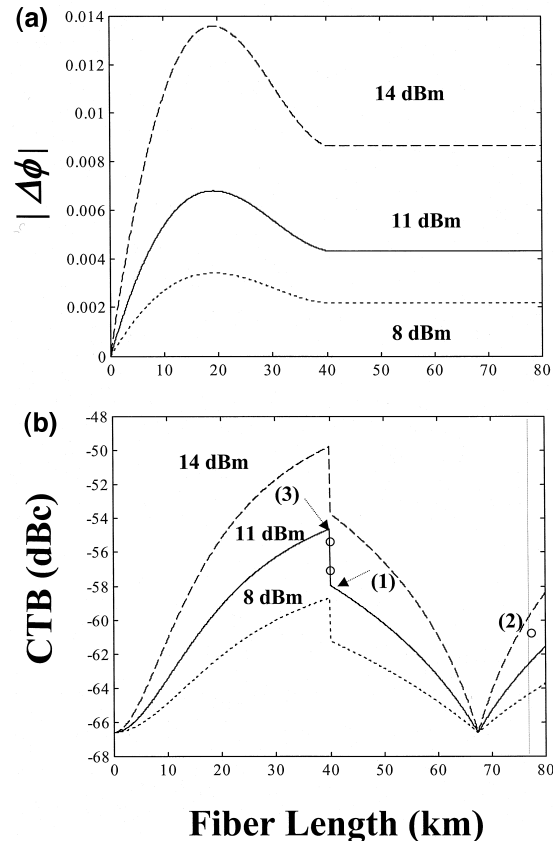 (a)
0.014
0.012
0.01
0.008
0.006
0.004
0.002
0
|Δϕ|
14 dBm
11 dBm
8 dBm
0 10 20 30 40 50 60 70 80
(b)
-48
-50
-52
-54
-56
-58
-60
-62
-64
-66
-68
CTB (dBc)
14 dBm
(3)
11 dBm
(1)
8 dBm
(2)
0 10 20 30 40 50 60 70 80
Fiber Length (km)